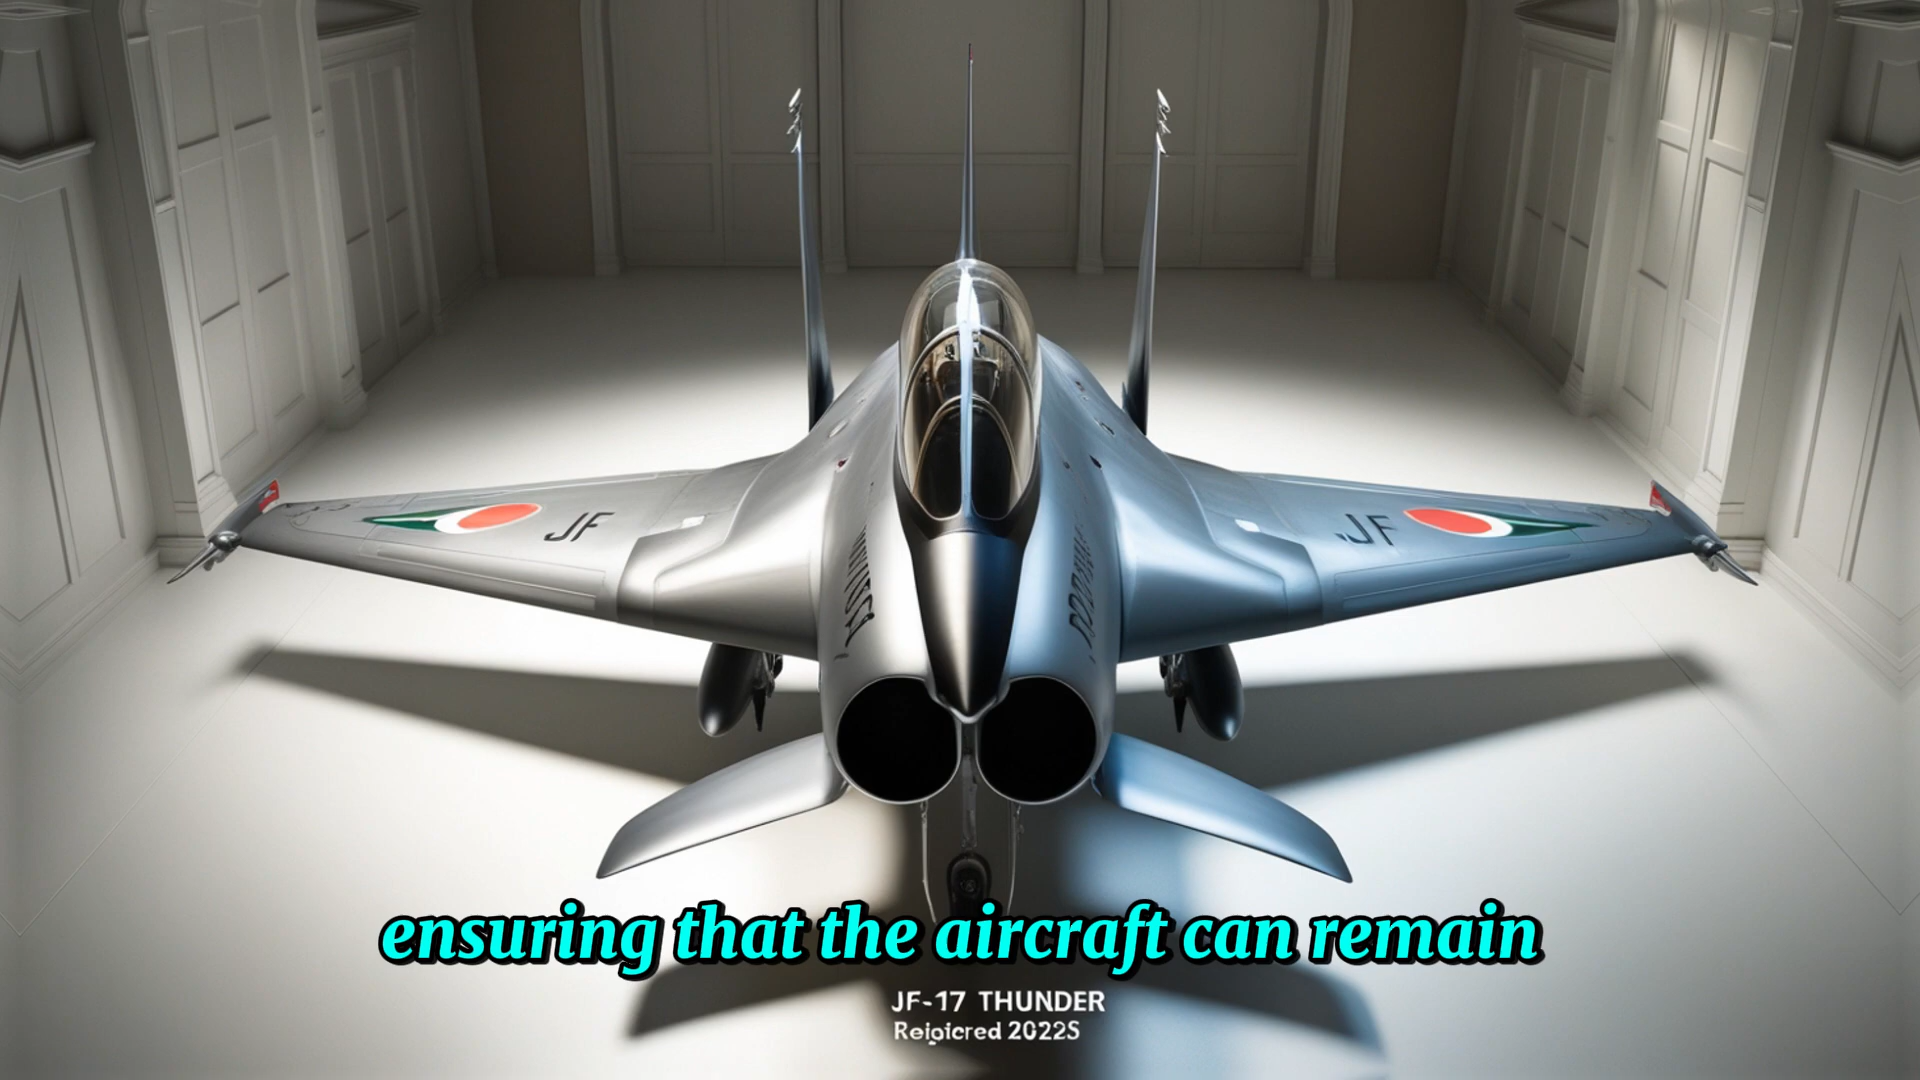 JF
JF
ensuring that the aircraft can remain
JF-17 THUNDER
Reigicred 2022S